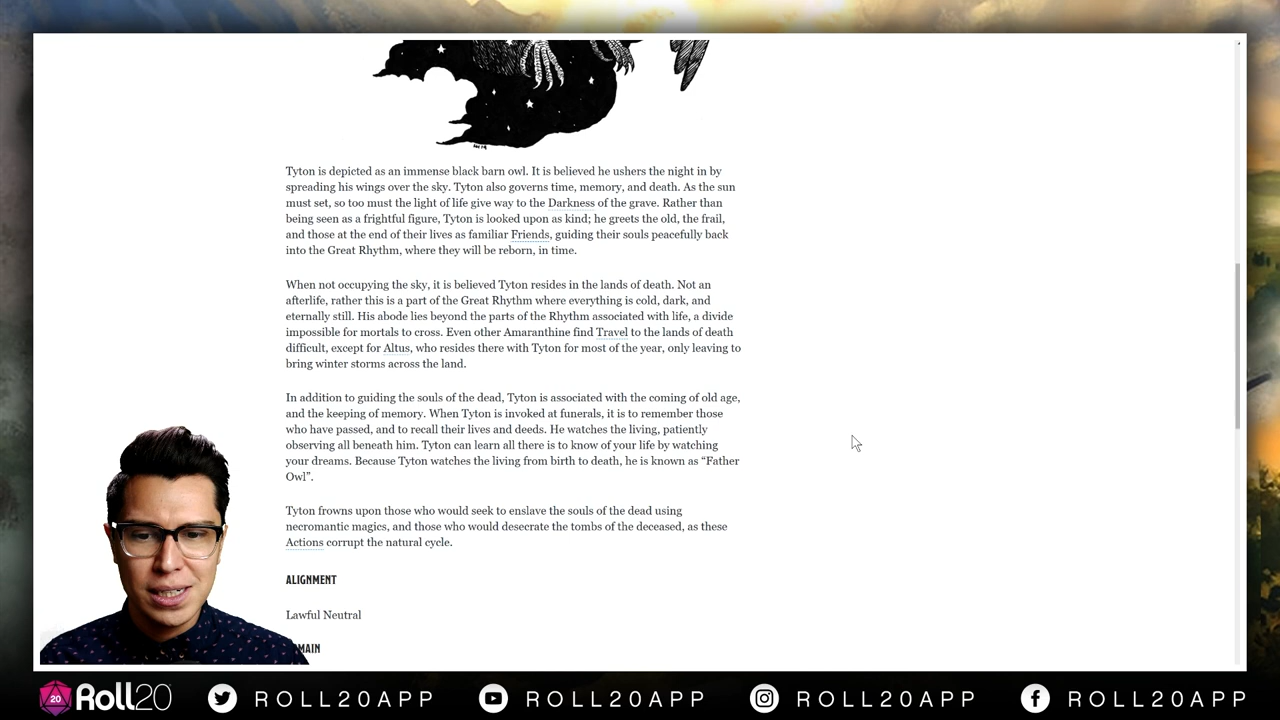 Tyton is depicted as an immense black barn owl. It is believed he ushers the night in by
spreading his wings over the sky. Tyton also governs time, memory, and death. As the sun
must set, so too must the light of life give way to the Darkness of the grave. Rather than
being seen as a frightful figure, Tyton is looked upon as kind; he greets the old, the frail,
and those at the end of their lives as familiar Friends, guiding their souls peacefully back
into the Great Rhythm, where they will be reborn, in time.
When not occupying the sky, it is believed Tyton resides in the lands of death. Not an
afterlife, rather this is a part of the Great Rhythm where everything is cold, dark, and
eternally still. His abode lies beyond the parts of the Rhythm associated with life, a divide
impossible for mortals to cross. Even other Amaranthine find Travel to the lands of death
difficult, except for Altus, who resides there with Tyton for most of the year, only leaving to
bring winter storms across the land.
In addition to guiding the souls of the dead, Tyton is associated with the coming of old age,
and the keeping of memory. When Tyton is invoked at funerals, it is to remember those
who have passed, and to recall their lives and deeds. He watches the living, patiently
observing all beneath him. Tyton can learn all there is to know of your life by watching
your dreams. Because Tyton watches the living from birth to death, he is known as “Father
Owl”.
Tyton frowns upon those who would seek to enslave the souls of the dead using
necromantic magics, and those who would desecrate the tombs of the deceased, as these
Actions corrupt the natural cycle.
ALIGNMENT
Lawful Neutral
MAIN
20 Roll20 ROLL20APP ROLL20APP ROLL20APP ROLL20APP